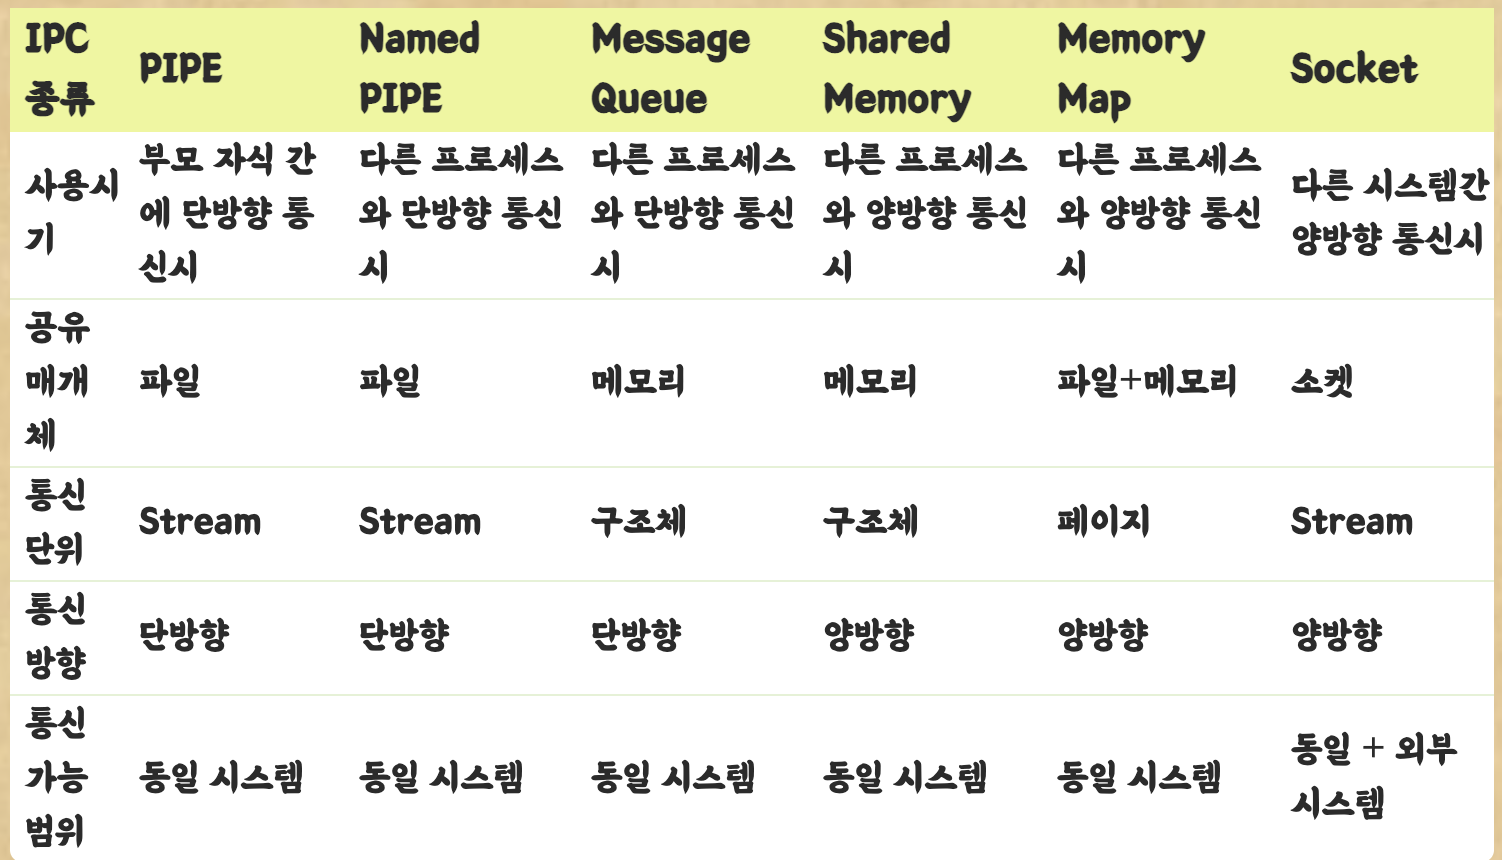 IPC 종류 PIPE Named PIPE Message Queue Shared Memory Memory Map Socket
사용시기 부모 자식 간에 단방향 통신시 다른 프로세스와 단방향 통신시 다른 프로세스와 단방향 통신시 다른 프로세스와 양방향 통신시 다른 프로세스와 양방향 통신시 다른 시스템간 양방향 통신시
공유 매개체 파일 파일 메모리 메모리 파일+메모리 소켓
통신 단위 Stream Stream 구조체 구조체 페이지 Stream
통신 방향 단방향 단방향 단방향 양방향 양방향 양방향
통신 가능 범위 동일 시스템 동일 시스템 동일 시스템 동일 시스템 동일 시스템 동일 + 외부 시스템